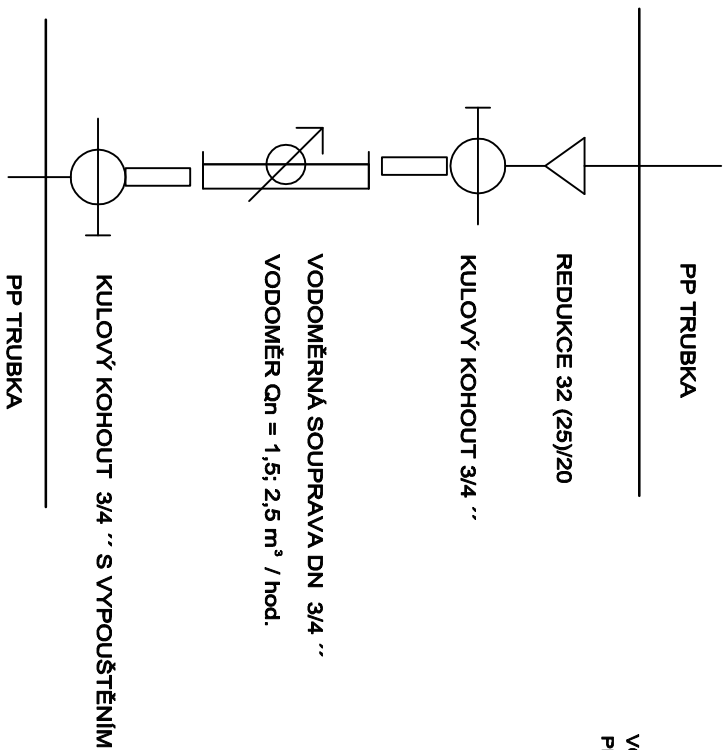 PP TRUBKA
REDUKCE 32 (25)/20
KULOVÝ KOHOUT 3/4 ´´
VODOMĚRNÁ SOUPRAVA DN 3/4 ´´
VODOMĚR Qn = 1,5; 2,5 m³ / hod.
KULOVÝ KOHOUT 3/4 ´´ S VYPOUŠTĚNÍM
PP TRUBKA